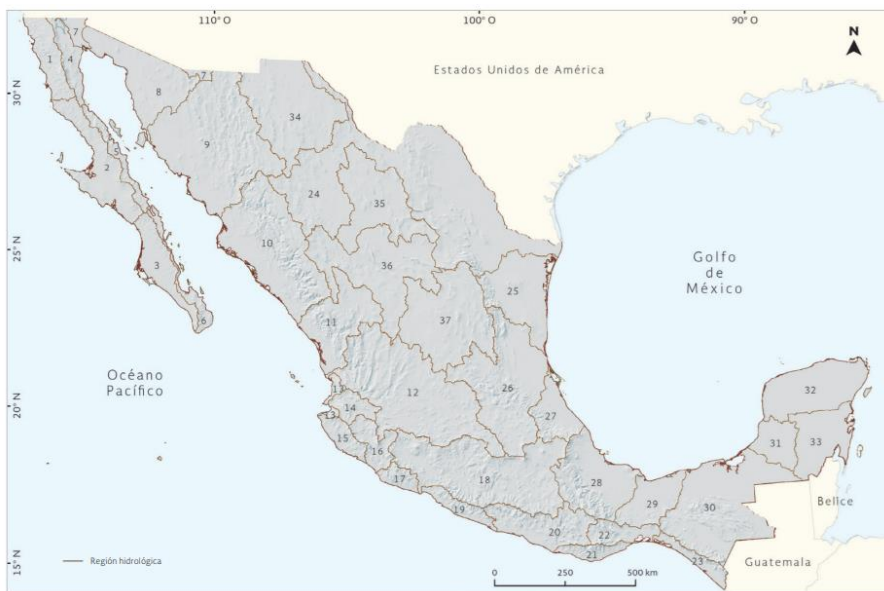 110° O
100° O
90° O
N
Estados Unidos de América
30° N
25° N
20° N
15° N
Golfo
de
México
Océano
Pacífico
Belice
Guatemala
1
7
4
7
8
34
9
5
2
24
35
10
36
3
25
6
11
37
12
26
32
13
14
13
27
31
33
15
16
17
18
28
29
30
19
20
22
21
23
Región hidrológica
0
250
500 km